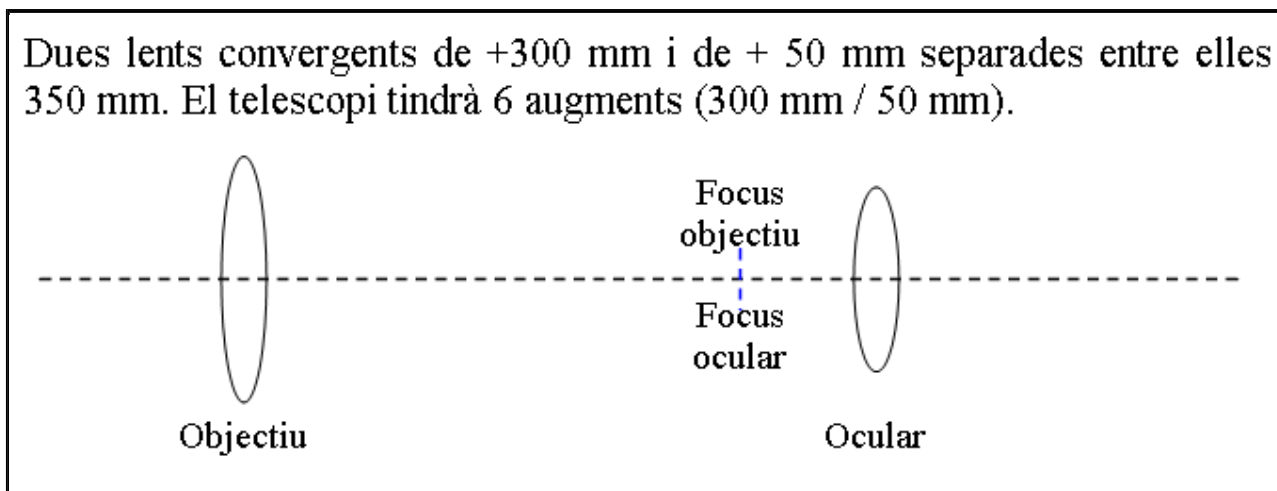 Dues lents convergents de +300 mm i de + 50 mm separades entre elles
350 mm. El telescopi tindrà 6 augments (300 mm / 50 mm).
Focus
objectiu
Focus
ocular
Objectiu
Ocular